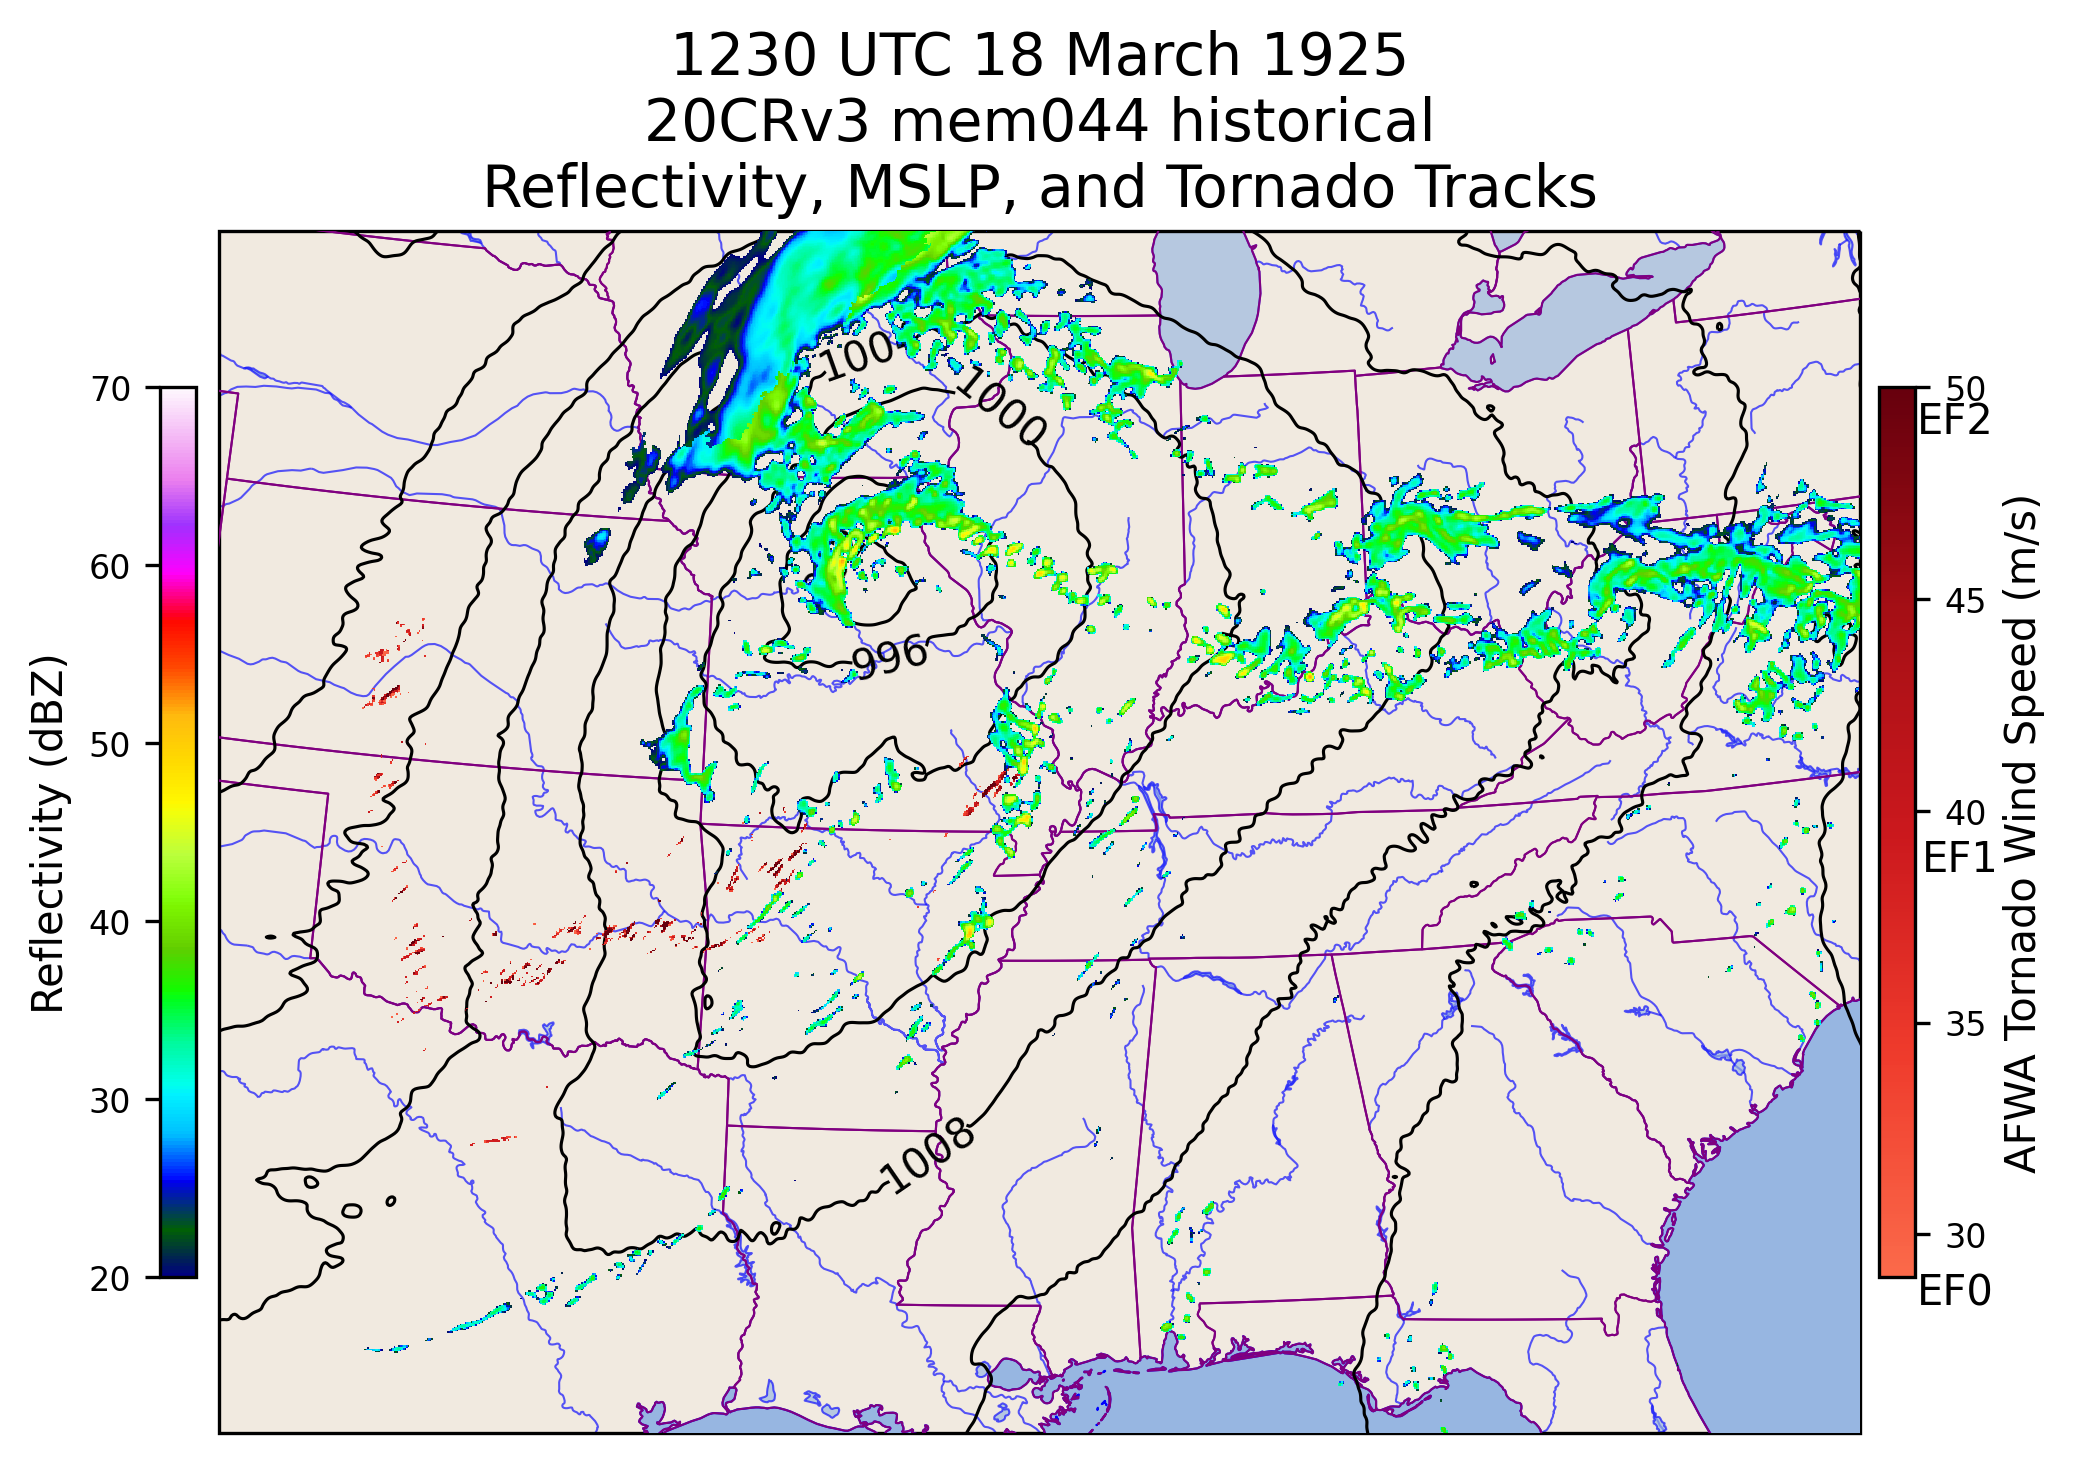 1230 UTC 18 March 1925
20CRv3 mem044 historical
Reflectivity, MSLP, and Tornado Tracks
Reflectivity (dBZ)
70
60
50
40
30
20
100
1000
996
1008
50
EF2
45
40
EF1
35
30
EF0
AFWA Tornado Wind Speed (m/s)